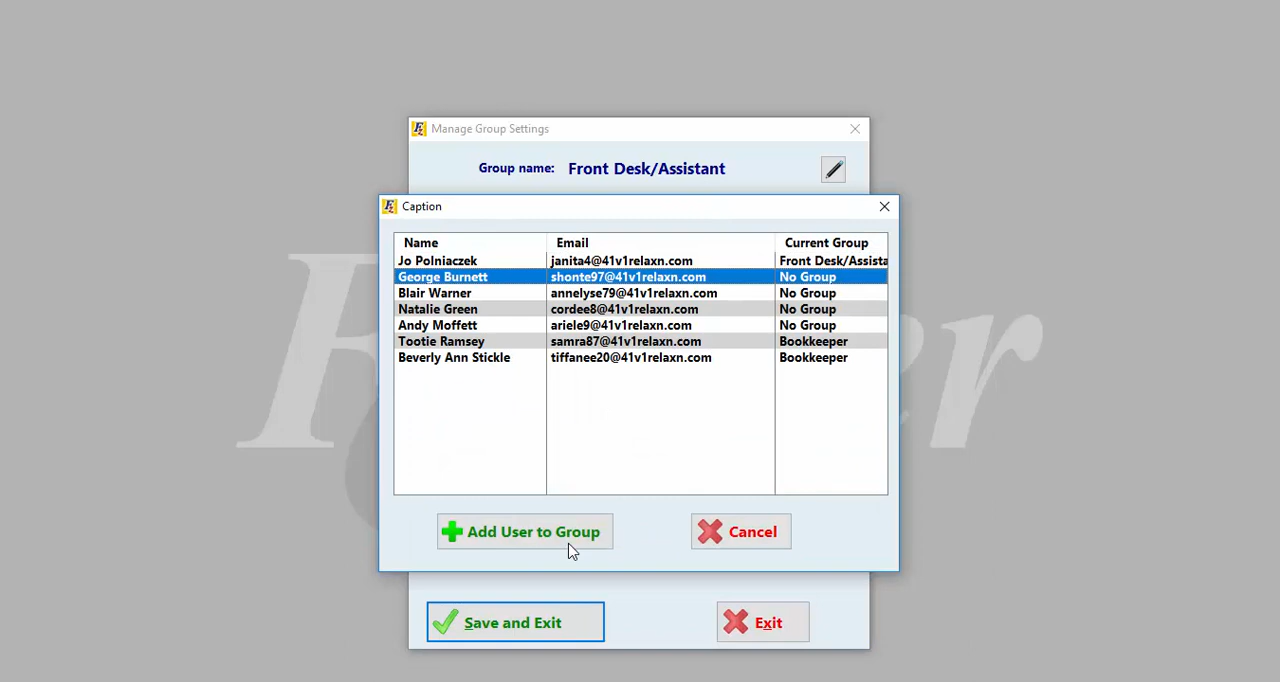 Manage Group Settings
Group name: Front Desk/Assistant
Caption
Name Email Current Group
Jo Polniaczek janita4@41v1relaxn.com Front Desk/Assista
George Burnett shonte97@41v1relaxn.com No Group
Blair Warner annelyse79@41v1relaxn.com No Group
Natalie Green cordee8@41v1relaxn.com No Group
Andy Moffett ariele9@41v1relaxn.com No Group
Tootie Ramsey samra87@41v1relaxn.com Bookkeeper
Beverly Ann Stickle tiffanee20@41v1relaxn.com Bookkeeper
Add User to Group Cancel
Save and Exit Exit